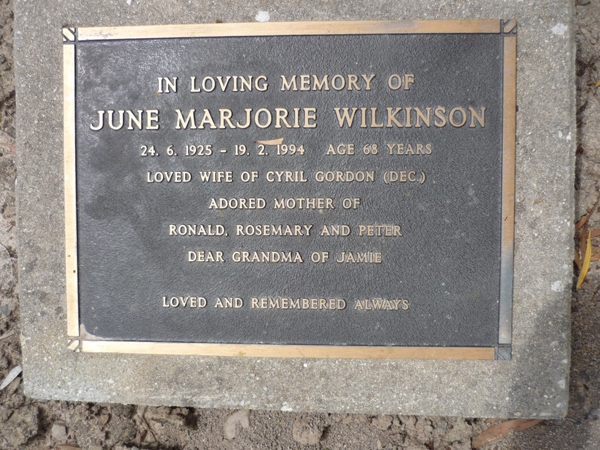 IN LOVING MEMORY OF
JUNE MARJORIE WILKINSON
24. 6. 1925 - 19. 2. 1994 AGE 68 YEARS
LOVED WIFE OF CYRIL GORDON (DEC.)
ADORED MOTHER OF
RONALD, ROSEMARY AND PETER
DEAR GRANDMA OF JAMIE
LOVED AND REMEMBERED ALWAYS